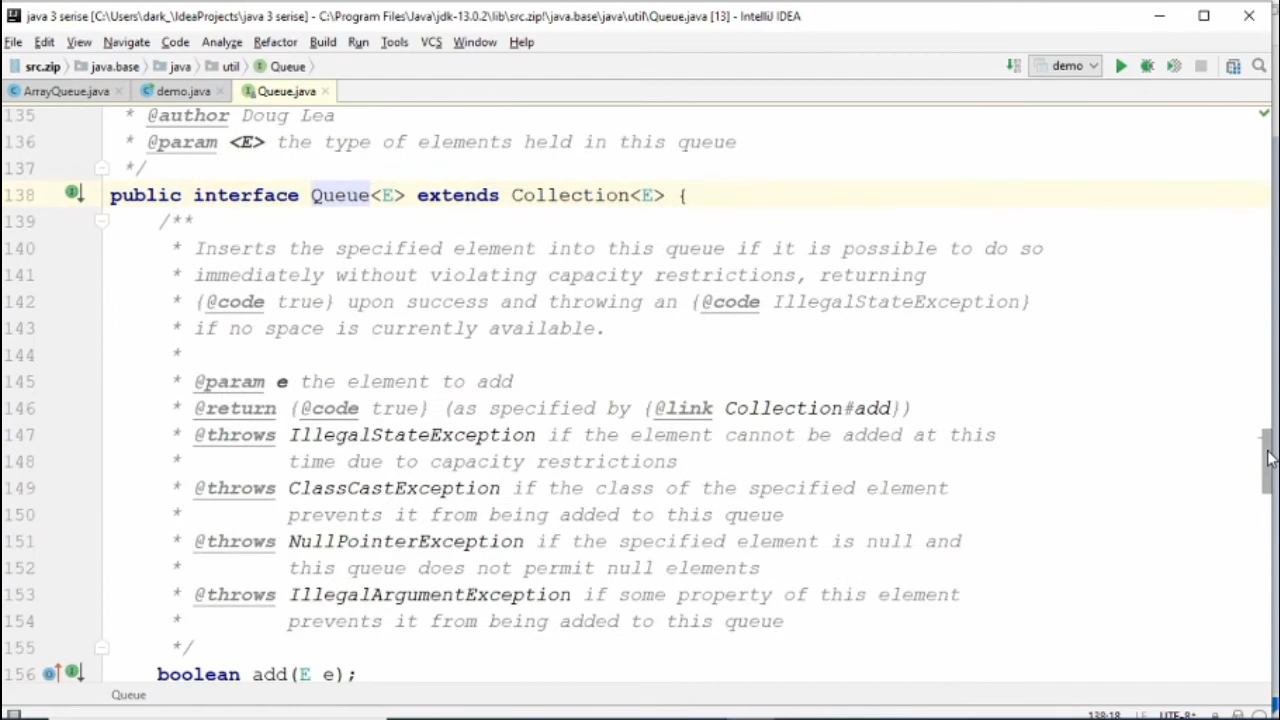 java 3 serise [C:\Users\dark_\IdeaProjects\java 3 serise] - C:\Program Files\Java\jdk-13.0.2\lib\src.zip!\java.base\java\util\Queue.java [13] - IntelliJ IDEA
File Edit View Navigate Code Analyze Refactor Build Run Tools VCS Window Help
src.zip java.base java util Queue demo
ArrayQueue.java demo.java Queue.java
135 * @author Doug Lea
136 * @param <E> the type of elements held in this queue
137 */
138 public interface Queue<E> extends Collection<E> {
139 /**
140 * Inserts the specified element into this queue if it is possible to do so
141 * immediately without violating capacity restrictions, returning
142 * {@code true} upon success and throwing an {@code IllegalStateException}
143 * if no space is currently available.
144 *
145 * @param e the element to add
146 * @return {@code true} (as specified by {@link Collection#add})
147 * @throws IllegalStateException if the element cannot be added at this
148 * time due to capacity restrictions
149 * @throws ClassCastException if the class of the specified element
150 * prevents it from being added to this queue
151 * @throws NullPointerException if the specified element is null and
152 * this queue does not permit null elements
153 * @throws IllegalArgumentException if some property of this element
154 * prevents it from being added to this queue
155 */
156 boolean add(E e);
Queue
138:18 LF UTF-8